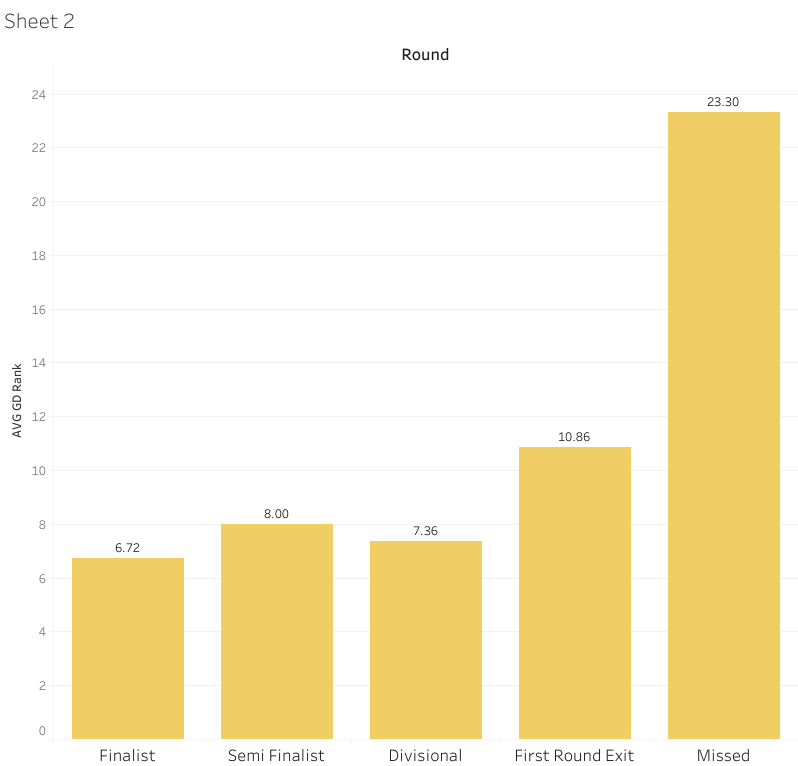 Sheet 2
Round
24
22
20
18
16
14
12
10
8
6
4
2
0
AVG GD Rank
6.72
8.00
7.36
10.86
23.30
Finalist
Semi Finalist
Divisional
First Round Exit
Missed